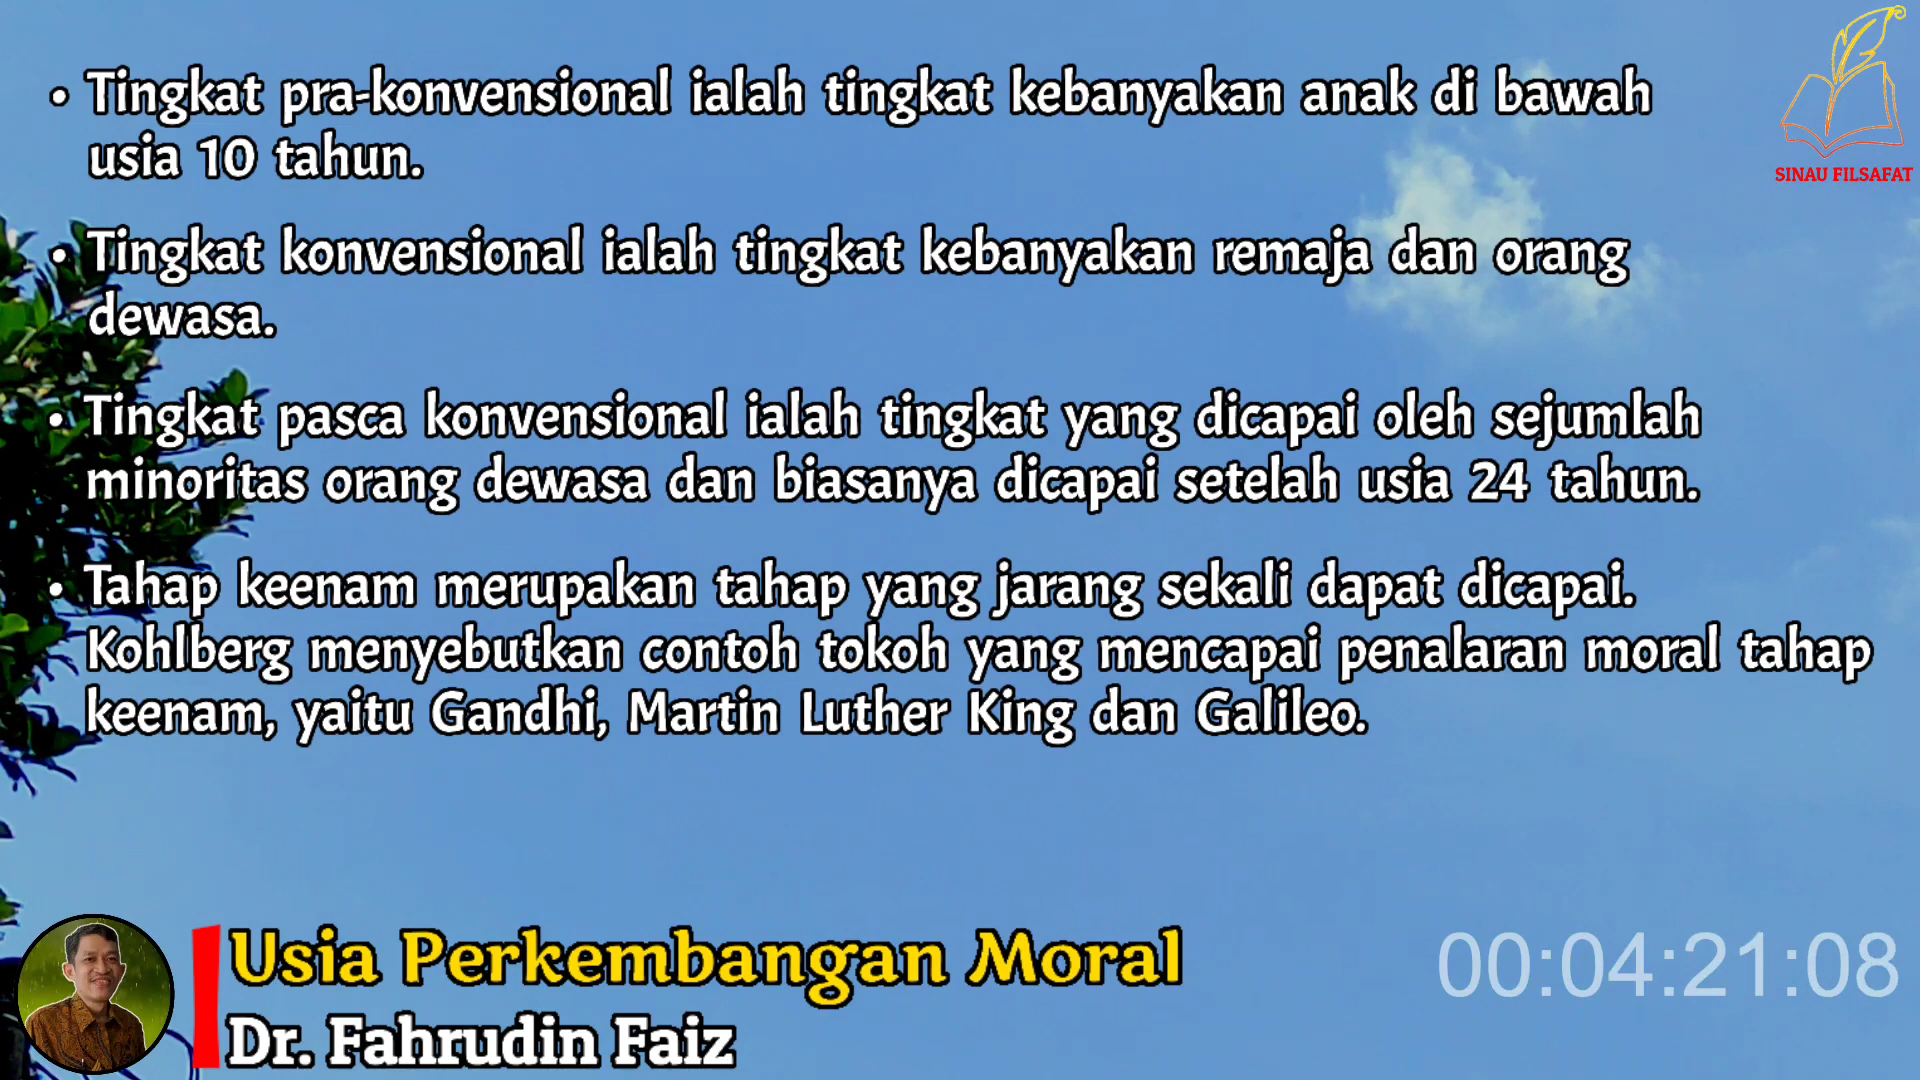 • Tingkat pra-konvensional ialah tingkat kebanyakan anak di bawah
usia 10 tahun.
• Tingkat konvensional ialah tingkat kebanyakan remaja dan orang
dewasa.
• Tingkat pasca konvensional ialah tingkat yang dicapai oleh sejumlah
minoritas orang dewasa dan biasanya dicapai setelah usia 24 tahun.
• Tahap keenam merupakan tahap yang jarang sekali dapat dicapai.
Kohlberg menyebutkan contoh tokoh yang mencapai penalaran moral tahap
keenam, yaitu Gandhi, Martin Luther King dan Galileo.
SINAU FILSAFAT
Usia Perkembangan Moral
Dr. Fahrudin Faiz
00:04:21:08